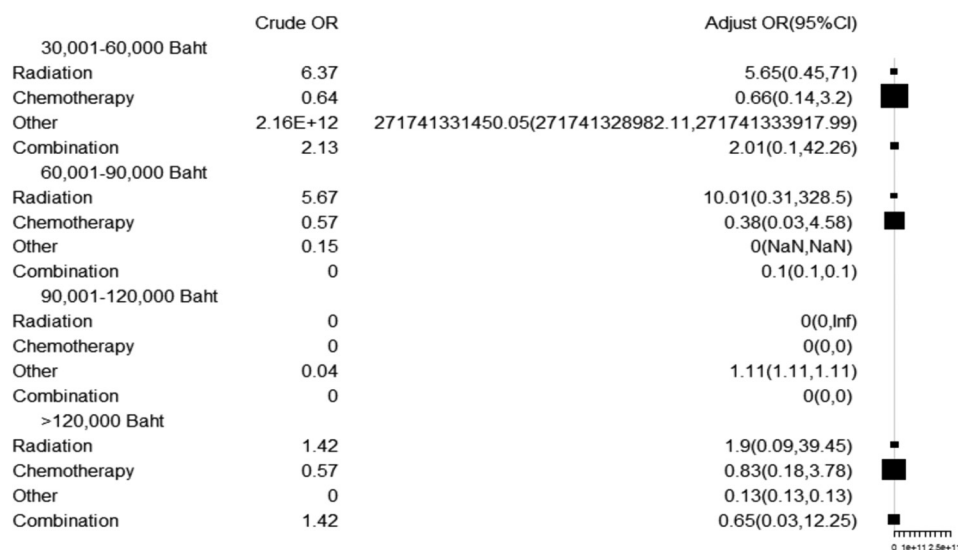 Crude OR Adjust OR(95%CI)
30,001-60,000 Baht
Radiation 6.37 5.65(0.45,71)
Chemotherapy 0.64 0.66(0.14,3.2)
Other 2.16E+12 271741331450.05(271741328982.11,271741333917.99)
Combination 2.13 2.01(0.1,42.26)
60,001-90,000 Baht
Radiation 5.67 10.01(0.31,328.5)
Chemotherapy 0.57 0.38(0.03,4.58)
Other 0.15 0(NaN,NaN)
Combination 0 0.1(0.1,0.1)
90,001-120,000 Baht
Radiation 0 0(0,Inf)
Chemotherapy 0 0(0,0)
Other 0.04 1.11(1.11,1.11)
Combination 0 0(0,0)
>120,000 Baht
Radiation 1.42 1.9(0.09,39.45)
Chemotherapy 0.57 0.83(0.18,3.78)
Other 0 0.13(0.13,0.13)
Combination 1.42 0.65(0.03,12.25)
0 1e+11 2.5e+11